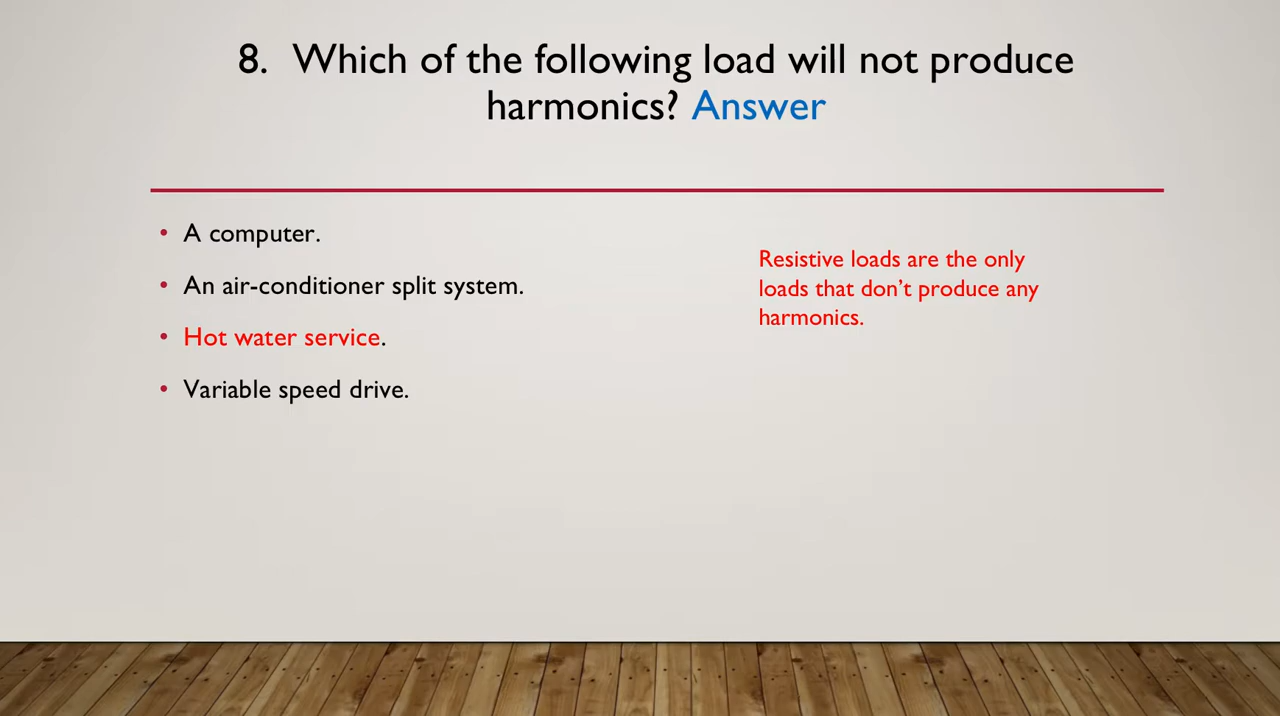 8. Which of the following load will not produce
harmonics? Answer
• A computer.
• An air-conditioner split system.
• Hot water service.
• Variable speed drive.
Resistive loads are the only
loads that don’t produce any
harmonics.